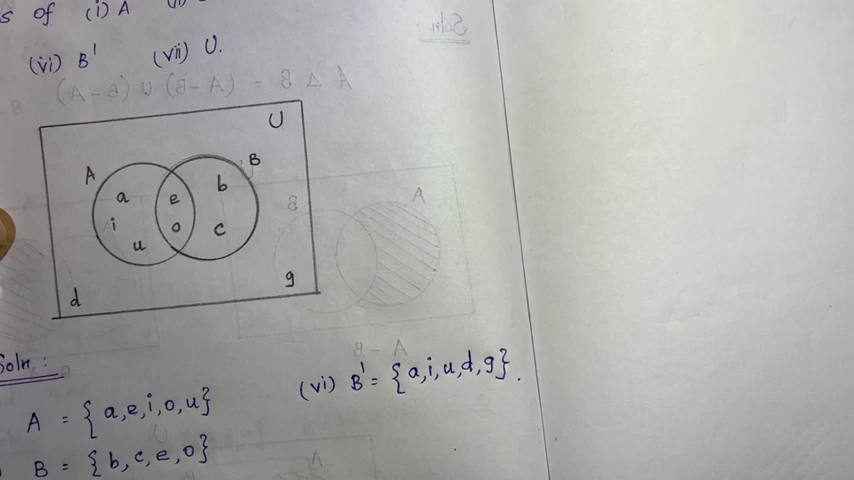 s of (i) A
(vi) B' (vii) U.
U
A
B
a
e
b
i
o
c
u
d
g
Soln :
(vi) B' = {a,i,u,d,g}.
A = {a,e,i,o,u}
B = {b,c,e,o}